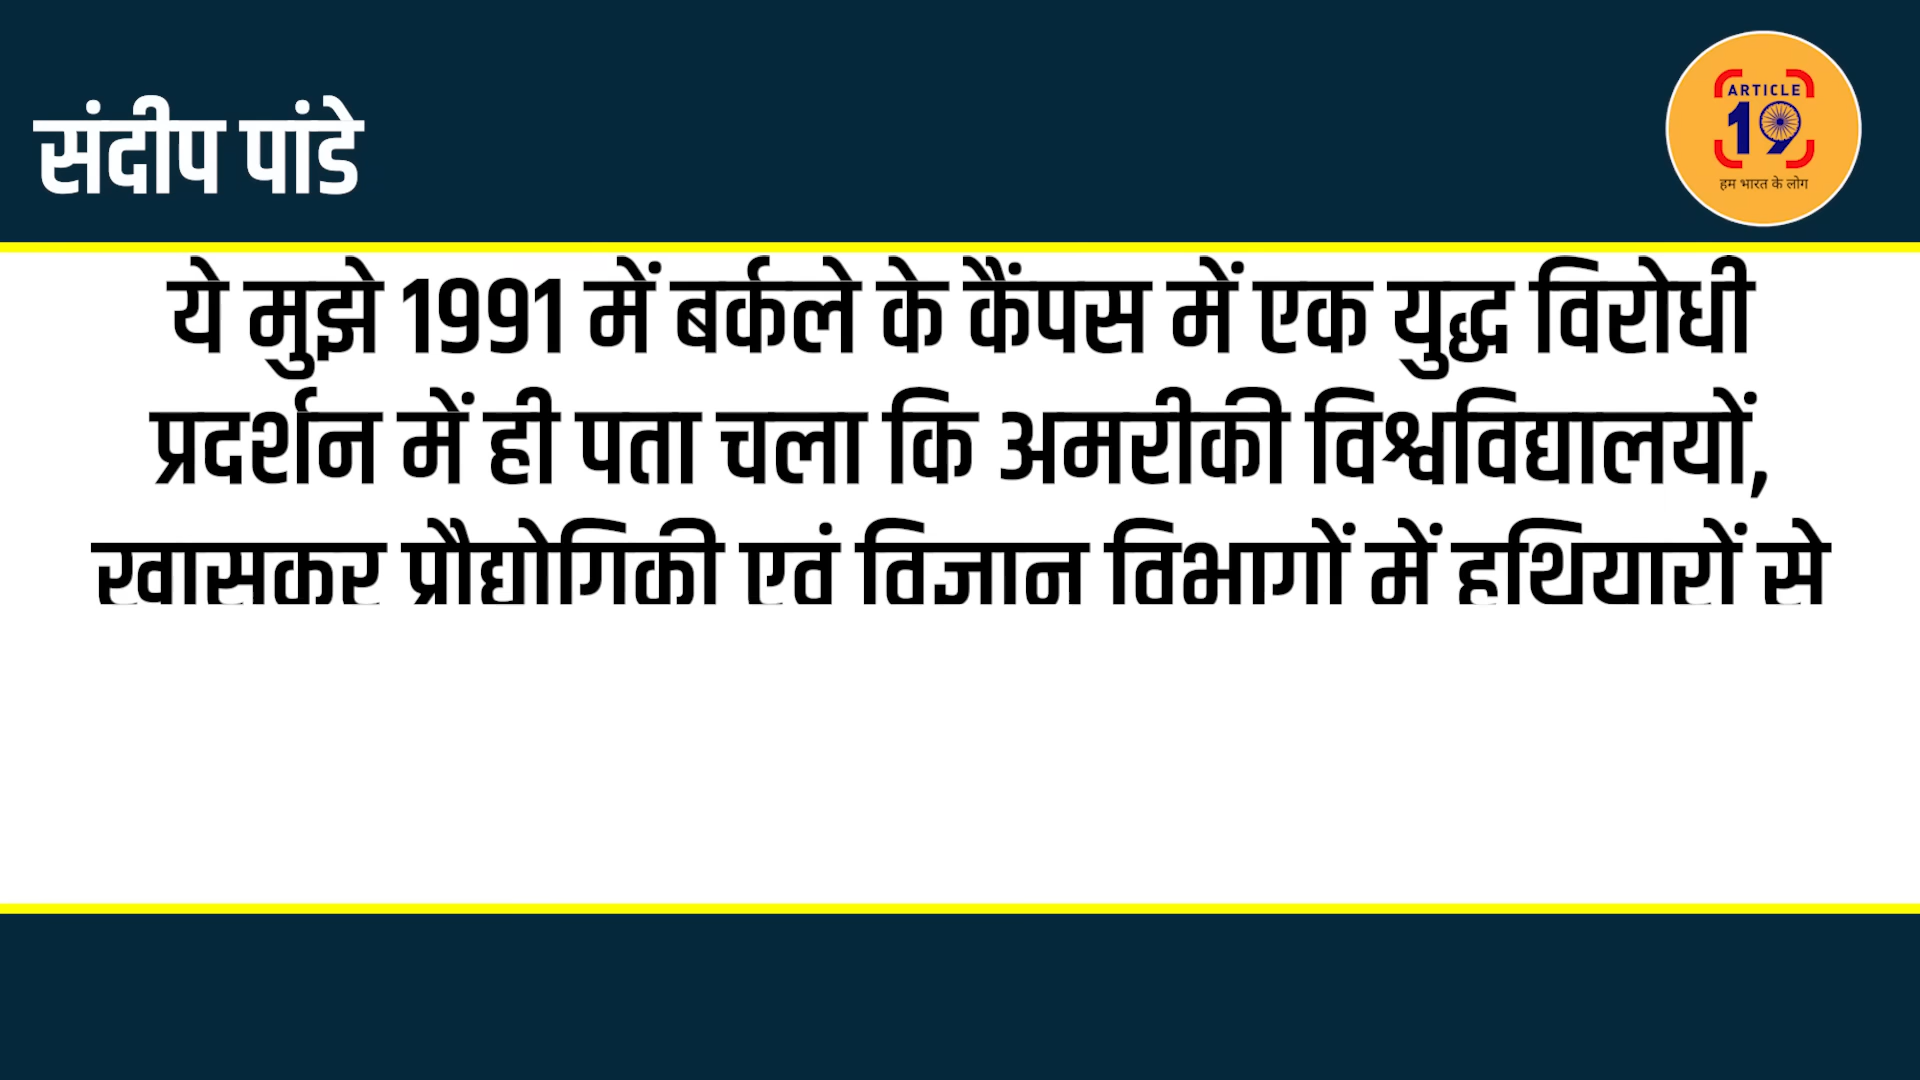 संदीप पांडे
ARTICLE
19
हम भारत के लोग
ये मुझे 1991 में बर्कले के कैंपस में एक युद्ध विरोधी
प्रदर्शन में ही पता चला कि अमरीकी विश्वविद्यालयों,
खासकर प्रौद्योगिकी एवं विज्ञान विभागों में हथियारों से